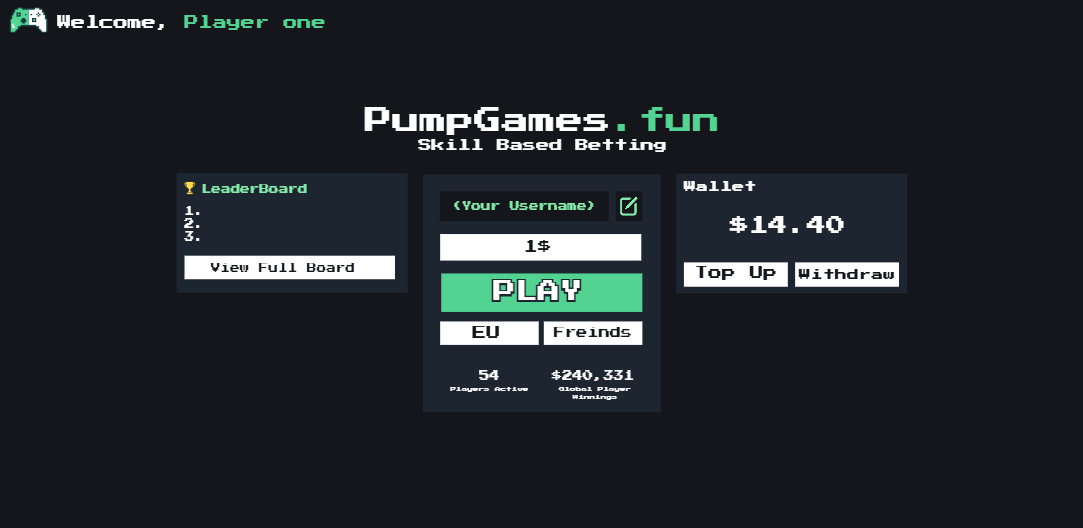 Welcome, Player one
PumpGames.fun
Skill Based Betting
LeaderBoard
1.
2.
3.
View Full Board
(Your Username)
1$
PLAY
EU
Freinds
54
Players Active
$240,331
Global Player
Winnings
Wallet
$14.40
Top Up
Withdraw